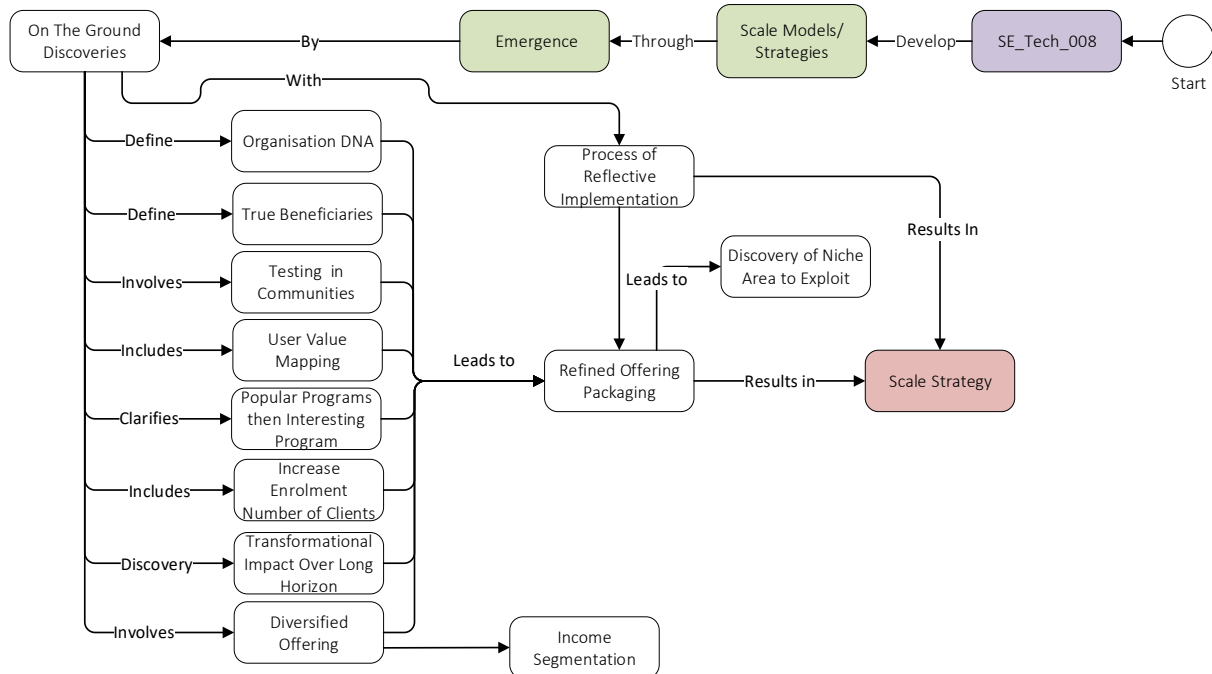 On The Ground
Discoveries
By
Emergence
Through
Scale Models/
Strategies
Develop
SE_Tech_008
Start
With
Define
Organisation DNA
Process of
Reflective
Implementation
Define
True Beneficiaries
Results In
Involves
Testing in
Communities
Leads to
Discovery of Niche
Area to Exploit
Includes
User Value
Mapping
Leads to
Refined Offering
Packaging
Results in
Scale Strategy
Clarifies
Popular Programs
then Interesting
Program
Includes
Increase
Enrolment
Number of Clients
Discovery
Transformational
Impact Over Long
Horizon
Involves
Diversified
Offering
Income
Segmentation